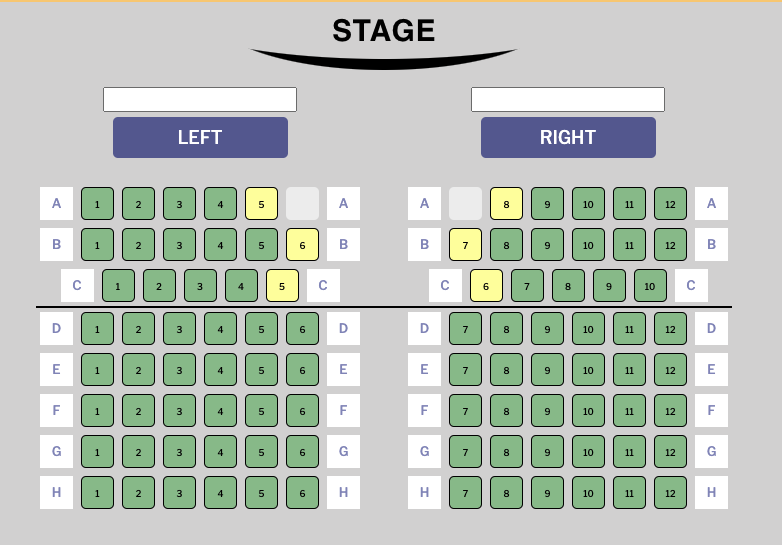 STAGE
LEFT RIGHT
A 1 2 3 4 5 A A 8 9 10 11 12 A
B 1 2 3 4 5 6 B B 7 8 9 10 11 12 B
C 1 2 3 4 5 C C 6 7 8 9 10 C
D 1 2 3 4 5 6 D D 7 8 9 10 11 12 D
E 1 2 3 4 5 6 E E 7 8 9 10 11 12 E
F 1 2 3 4 5 6 F F 7 8 9 10 11 12 F
G 1 2 3 4 5 6 G G 7 8 9 10 11 12 G
H 1 2 3 4 5 6 H H 7 8 9 10 11 12 H